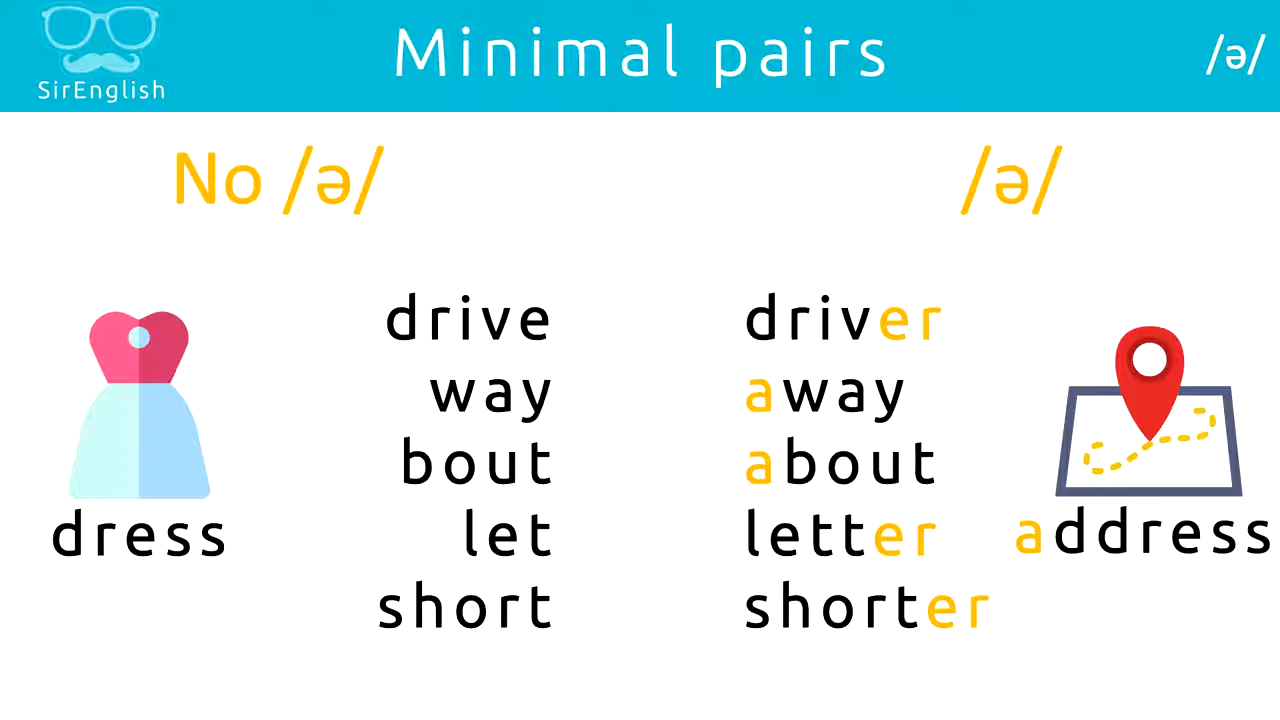 SirEnglish
Minimal pairs
/ə/
No /ə/
/ə/
drive
way
bout
let
short
dress
driver
away
about
letter
shorter
address